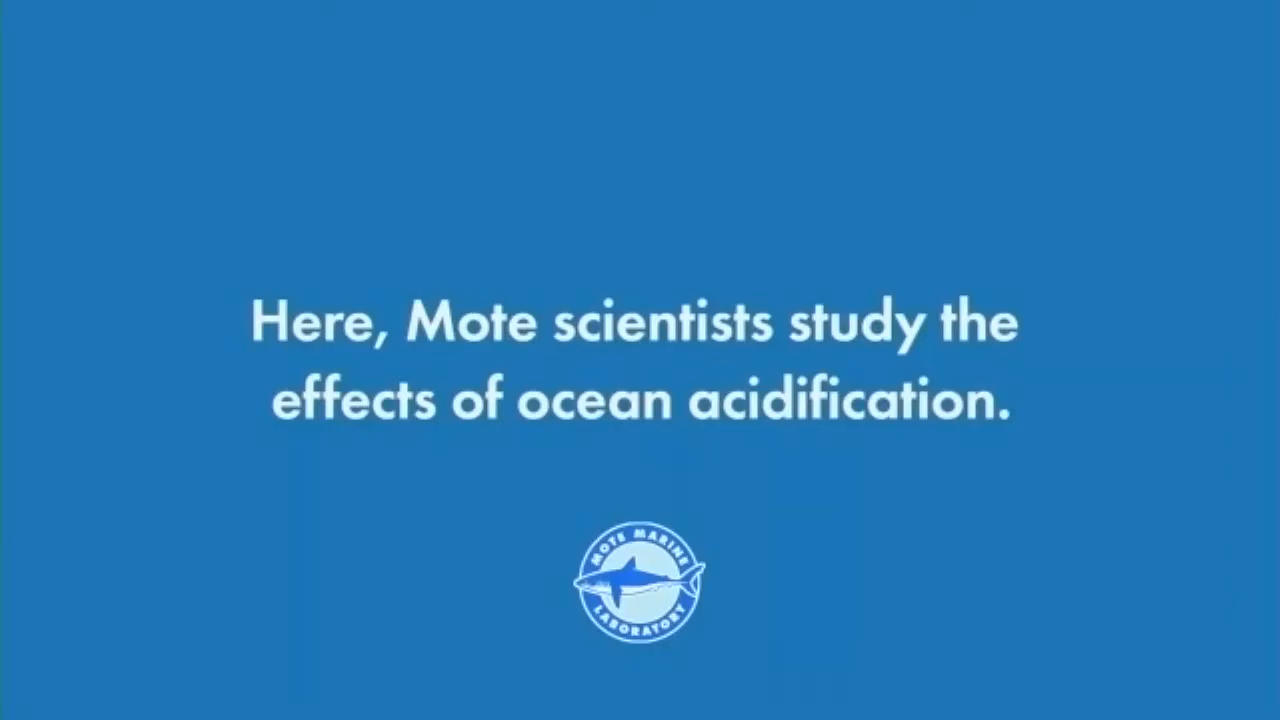 Here, Mote scientists study the
effects of ocean acidification.
MOTE MARINE
LABORATORY